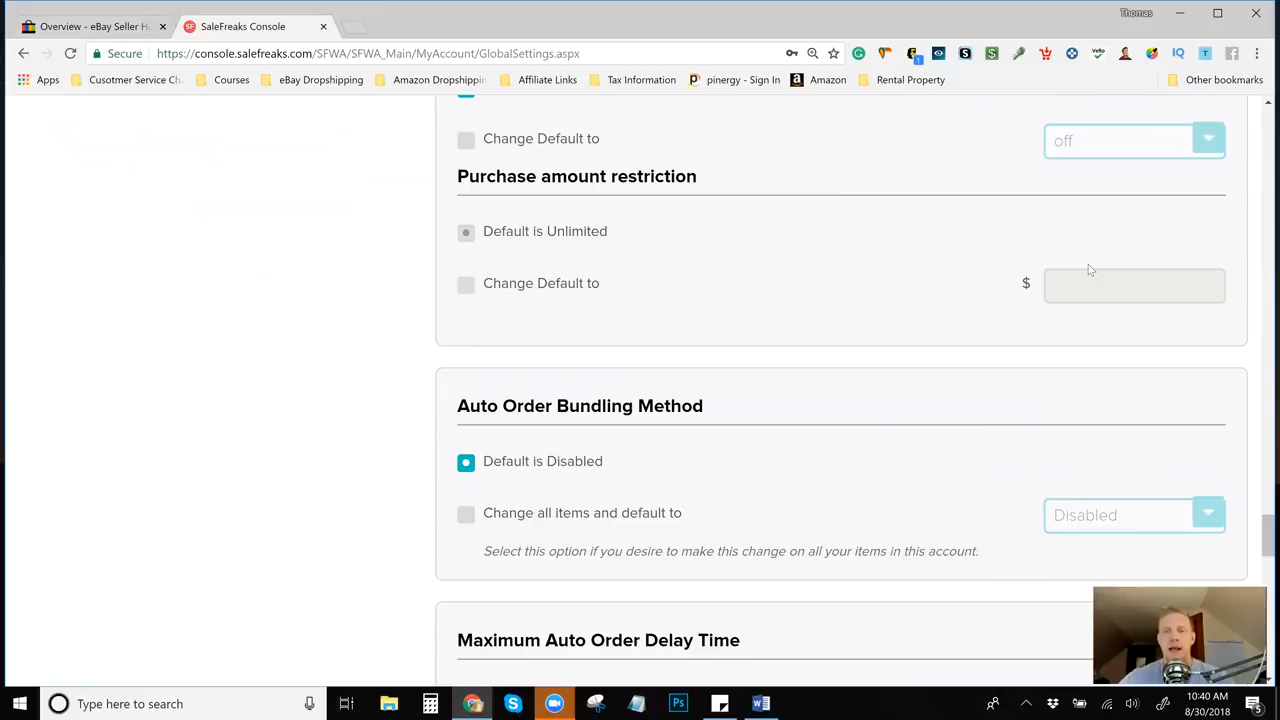 Overview - eBay Seller Hu
SaleFreaks Console
Thomas
Secure
https://console.salefreaks.com/SFWA/SFWA_Main/MyAccount/GlobalSettings.aspx
Apps
Cusotmer Service Ch
Courses
eBay Dropshipping
Amazon Dropshippin
Affiliate Links
Tax Information
pinergy - Sign In
Amazon
Rental Property
Other bookmarks
Change Default to
off
Purchase amount restriction
Default is Unlimited
Change Default to
$
Auto Order Bundling Method
Default is Disabled
Change all items and default to
Disabled
Select this option if you desire to make this change on all your items in this account.
Maximum Auto Order Delay Time
Type here to search
10:40 AM
8/30/2018